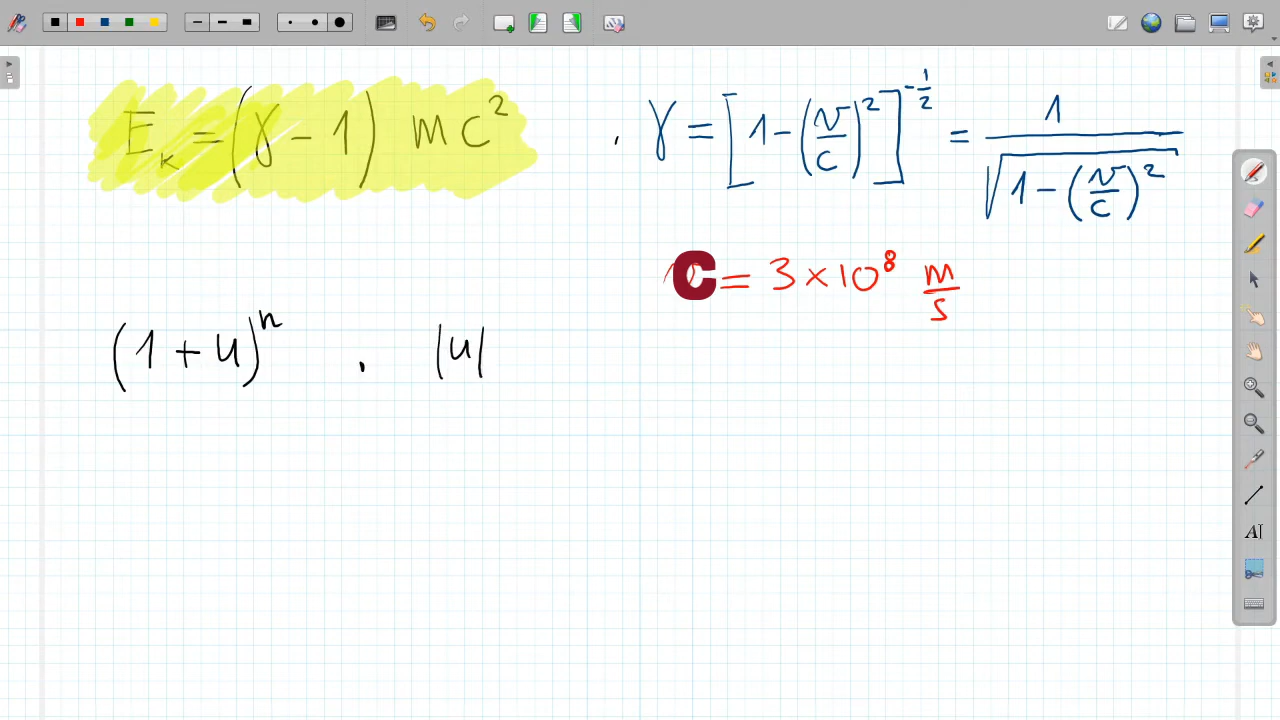 E_k = (γ - 1) mc²
. γ = [1 - (v/c)²]^(-1/2) = 1/√(1 - (v/c)²)
C = 3 × 10⁸ m/s
(1 + u)ⁿ . |u|